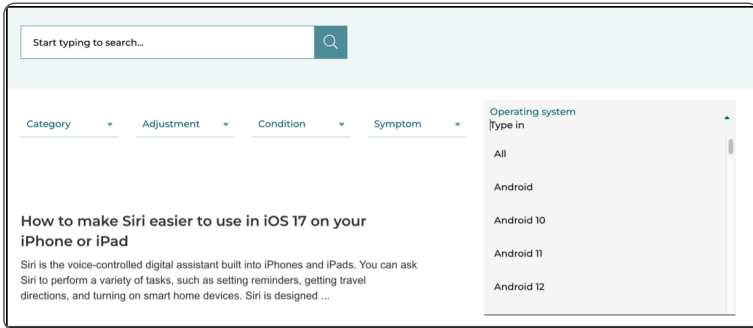 Start typing to search...
Category
Adjustment
Condition
Symptom
Operating system
Type in
All
Android
Android 10
Android 11
Android 12
How to make Siri easier to use in iOS 17 on your
iPhone or iPad
Siri is the voice-controlled digital assistant built into iPhones and iPads. You can ask
Siri to perform a variety of tasks, such as setting reminders, getting travel
directions, and turning on smart home devices. Siri is designed ...